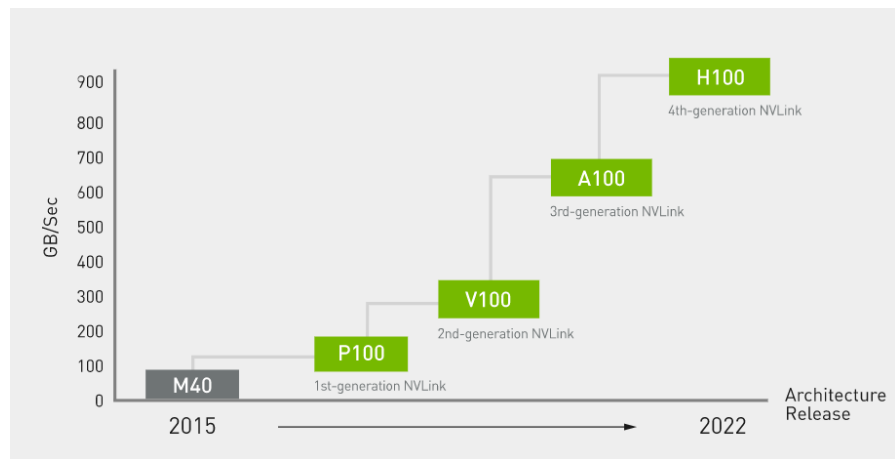 GB/Sec
900
800
700
600
500
400
300
200
100
0
M40
P100
1st-generation NVLink
V100
2nd-generation NVLink
A100
3rd-generation NVLink
H100
4th-generation NVLink
2015
2022
Architecture
Release